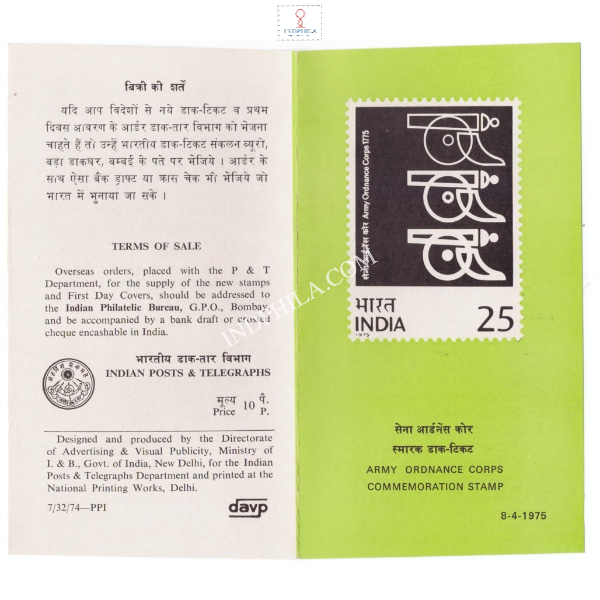 INDPHILA
बिक्री की शर्तें
यदि आप विदेशों से नये डाक-टिकट व प्रथम
दिवस आवरण के आर्डर डाक-तार विभाग को भेजना
चाहते हैं तो उन्हें भारतीय डाक-टिकट संकलन ब्यूरो,
बड़ा डाकघर, बम्बई के पते पर भेजिये । आर्डर के
साथ ऐसा बैंक ड्राफ्ट या क्रास चेक भी भेजिये जो
भारत में भुनाया जा सके ।
TERMS OF SALE
Overseas orders, placed with the P & T
Department, for the supply of the new stamps
and First Day Covers, should be addressed to
the Indian Philatelic Bureau, G.P.O., Bombay
and be accompanied by a bank draft or crossed
cheque encashable in India.
भारतीय डाक-तार विभाग
INDIAN POSTS & TELEGRAPHS
मूल्य 10 पै.
Price 10 P.
Designed and produced by the Directorate
of Advertising & Visual Publicity, Ministry of
I. & B., Govt. of India, New Delhi, for the Indian
Posts & Telegraphs Department and printed at the
National Printing Works, Delhi.
7/32/74—PPI
davp
सेना आर्डनेंस कोर Army Ordnance Corps 1775
भारत
INDIA 25
1975
सेना आर्डनेंस कोर
स्मारक डाक-टिकट
ARMY ORDNANCE CORPS
COMMEMORATION STAMP
8-4-1975
INDPHILA.COM